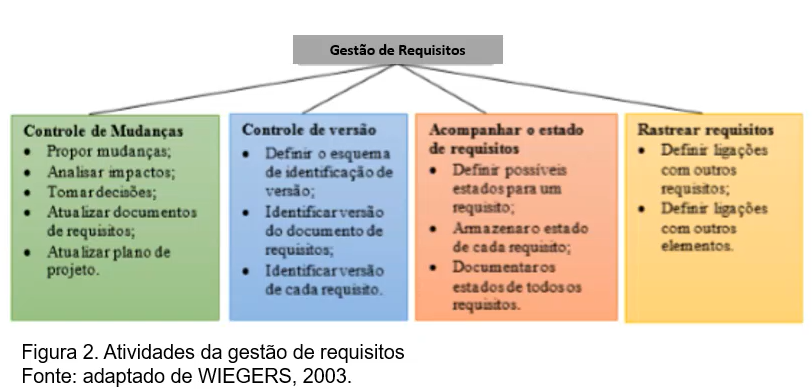 Gestão de Requisitos
Controle de Mudanças
• Propor mudanças;
• Analisar impactos;
• Tomar decisões;
• Atualizar documentos
de requisitos;
• Atualizar plano de
projeto.
Controle de versão
• Definir o esquema
de identificação de
versão;
• Identificar versão
do documento de
requisitos;
• Identificar versão
de cada requisito.
Acompanhar o estado
de requisitos
• Definir possíveis
estados para um
requisito;
• Armazenar o estado
de cada requisito;
• Documentar os
estados de todos os
requisitos.
Rastrear requisitos
• Definir ligações
com outros
requisitos;
• Definir ligações
com outros
elementos.
Figura 2. Atividades da gestão de requisitos
Fonte: adaptado de WIEGERS, 2003.